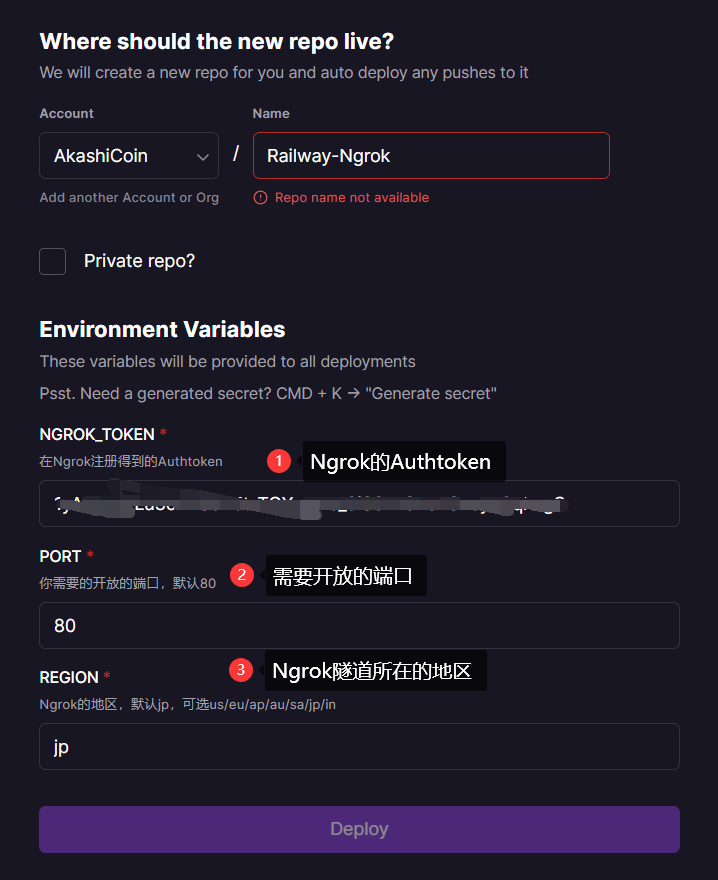 Where should the new repo live?
We will create a new repo for you and auto deploy any pushes to it
Account
Name
AkashiCoin
/
Railway-Ngrok
Add another Account or Org
Repo name not available
Private repo?
Environment Variables
These variables will be provided to all deployments
Psst. Need a generated secret? CMD + K → "Generate secret"
NGROK_TOKEN *
在Ngrok注册得到的Authtoken
1
Ngrok的Authtoken
PORT *
你需要的开放的端口，默认80
2
需要开放的端口
80
REGION *
3
Ngrok隧道所在的地区
Ngrok的地区，默认jp，可选us/eu/ap/au/sa/jp/in
jp
Deploy